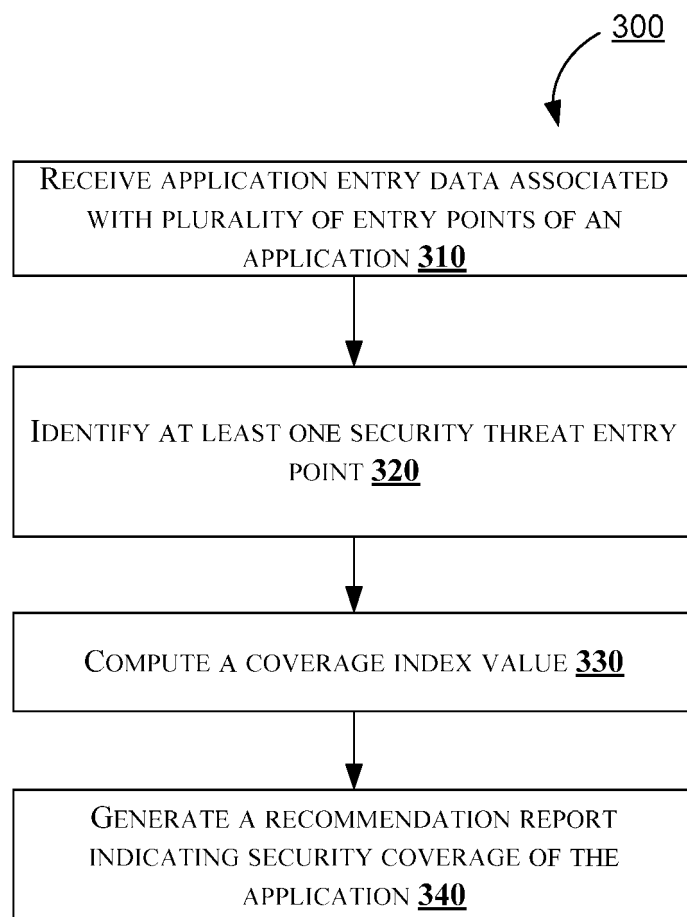 300
RECEIVE APPLICATION ENTRY DATA ASSOCIATED
WITH PLURALITY OF ENTRY POINTS OF AN
APPLICATION 310
IDENTIFY AT LEAST ONE SECURITY THREAT ENTRY
POINT 320
COMPUTE A COVERAGE INDEX VALUE 330
GENERATE A RECOMMENDATION REPORT
INDICATING SECURITY COVERAGE OF THE
APPLICATION 340